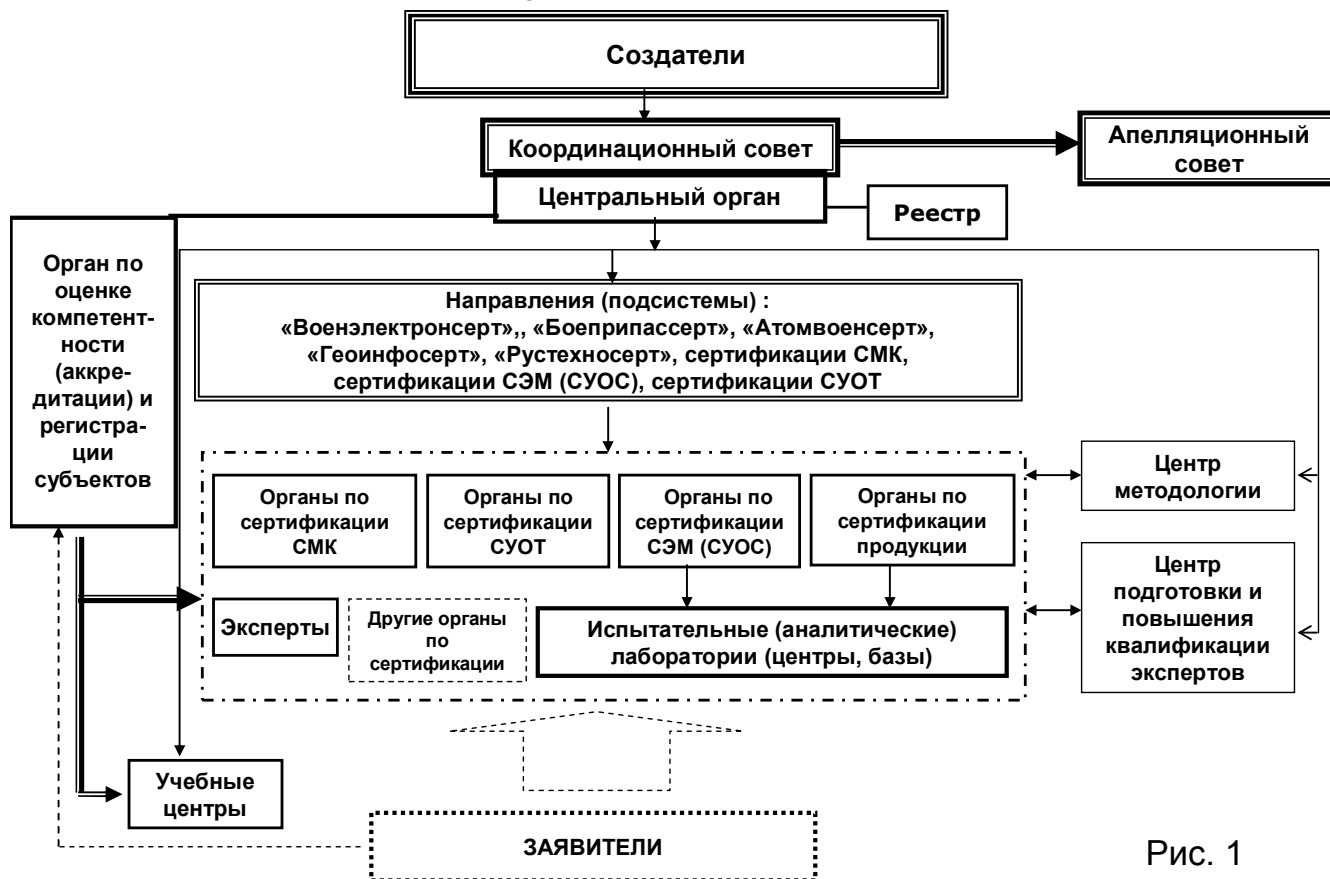 Создатели
Координационный совет
Апелляционный
совет
Центральный орган
Реестр
Орган по
оценке
компетент-
ности
(аккре-
дитации) и
регистра-
ции
субъектов
Направления (подсистемы) :
«Военэлектронсерт»,, «Боеприпассерт», «Атомвоенсерт»,
«Геоинфосерт», «Рустехносерт», сертификации СМК,
сертификации СЭМ (СУОС), сертификации СУОТ
Органы по
сертификации
СМК
Органы по
сертификации
СУОТ
Органы по
сертификации
СЭМ (СУОС)
Органы по
сертификации
продукции
Центр
методологии
Эксперты
Другие органы
по
сертификации
Испытательные (аналитические)
лаборатории (центры, базы)
Центр
подготовки и
повышения
квалификации
экспертов
Учебные
центры
ЗАЯВИТЕЛИ
Рис. 1